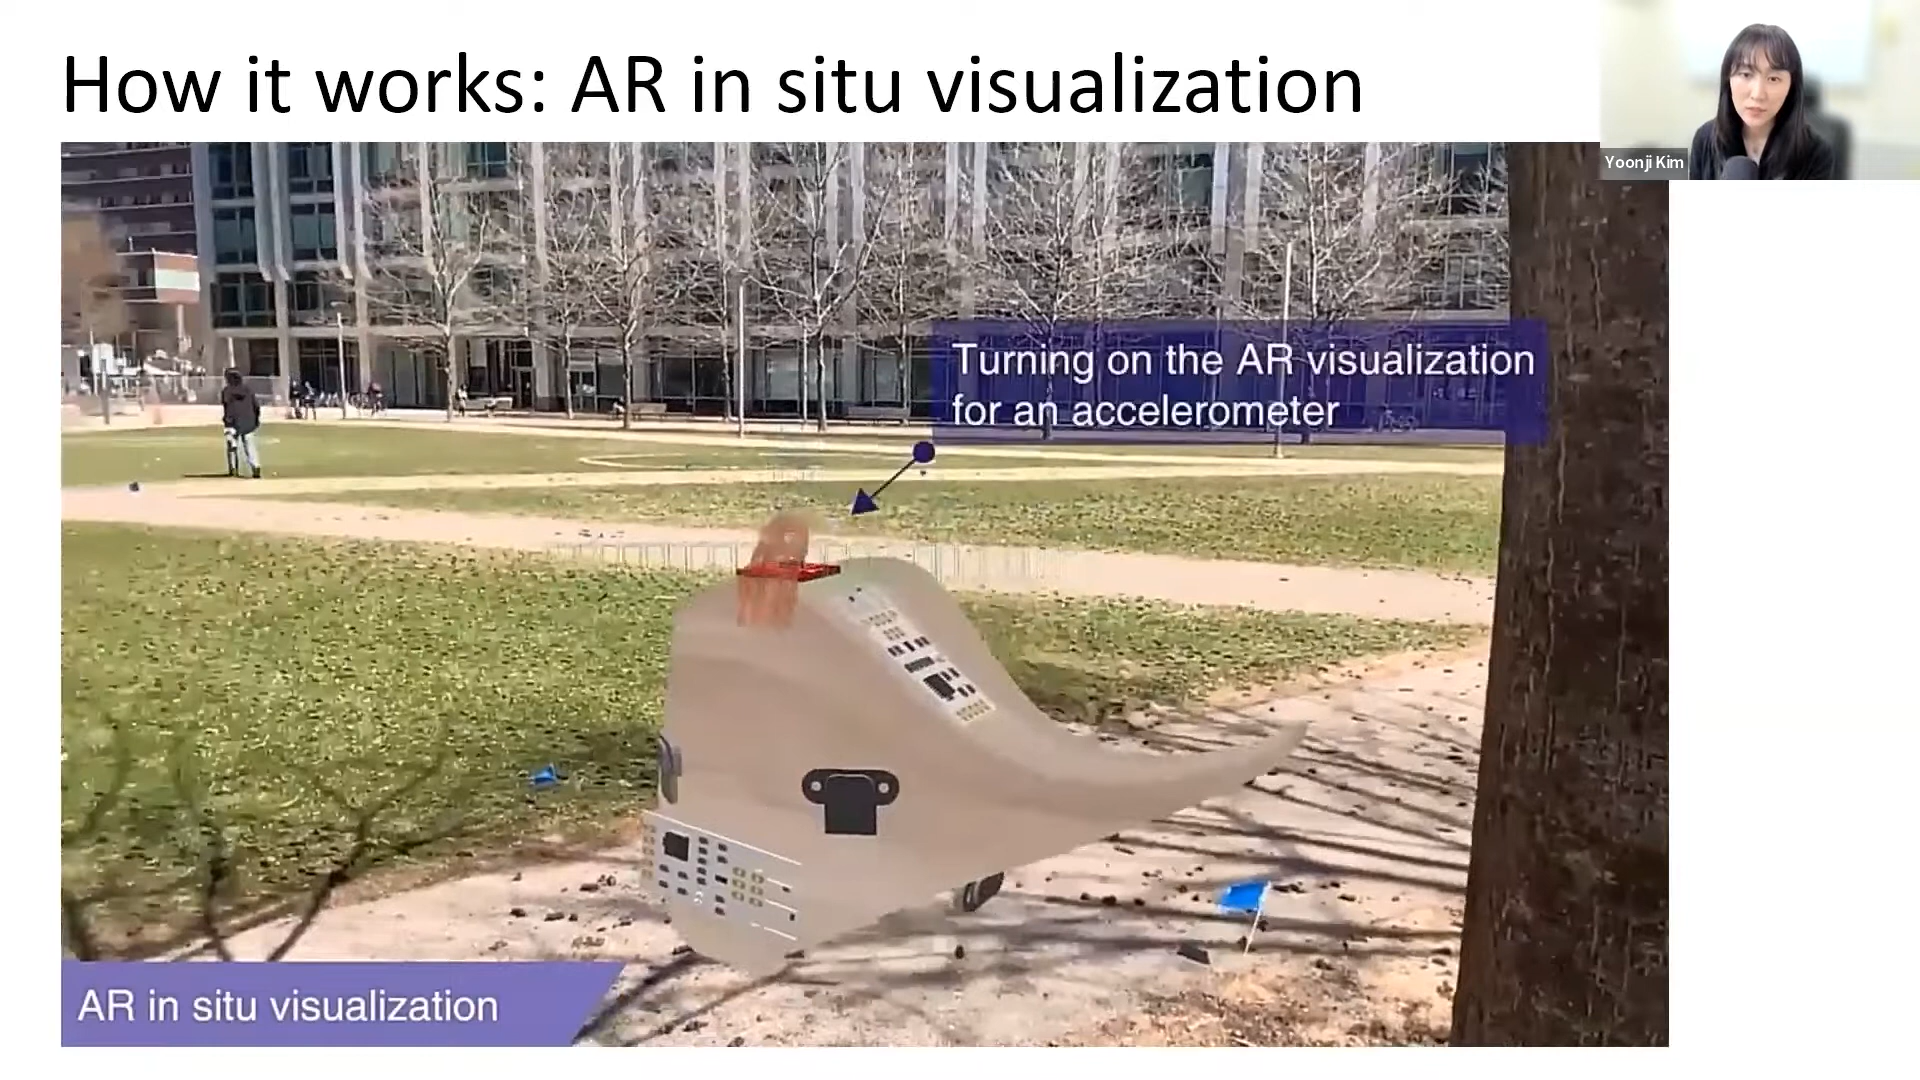 How it works: AR in situ visualization
Yoonji Kim
Turning on the AR visualization
for an accelerometer
AR in situ visualization